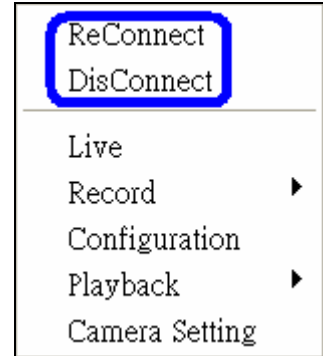 ReConnect
DisConnect
Live
Record
Configuration
Playback
Camera Setting